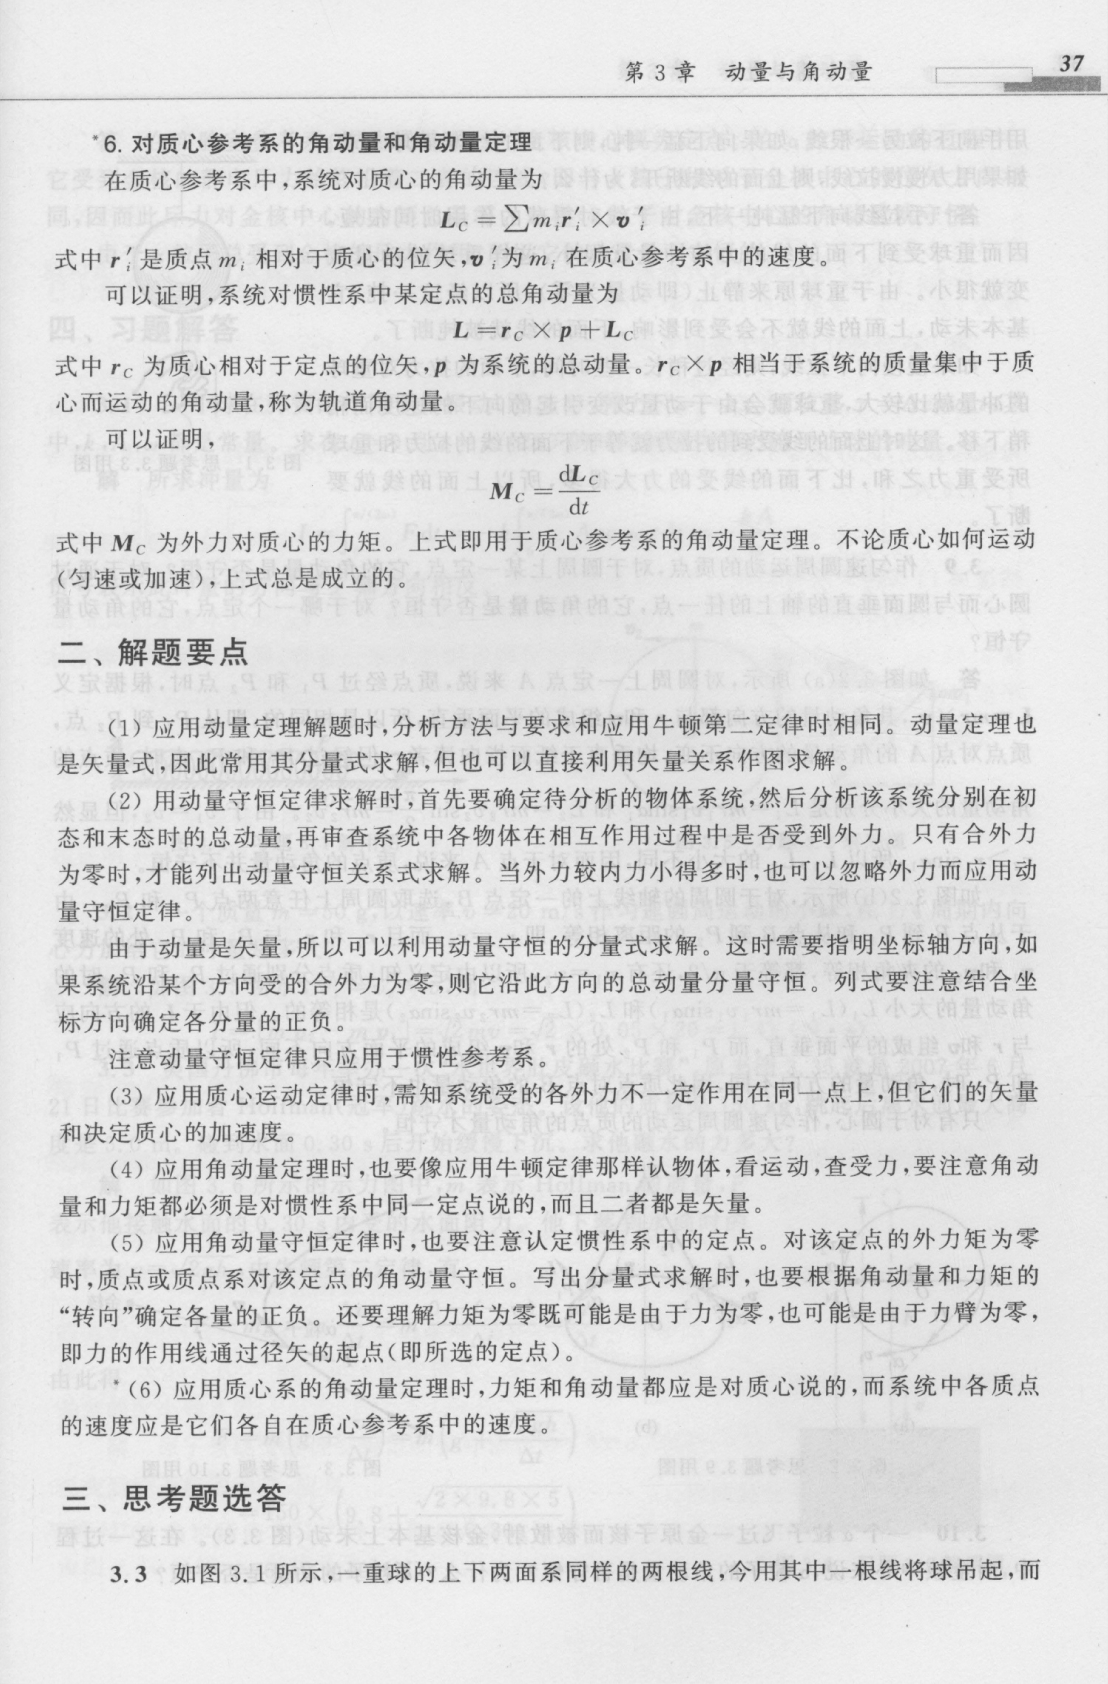 第3章 动量与角动量 37
*6. 对质心参考系的角动量和角动量定理
在质心参考系中,系统对质心的角动量为
L_C = ∑m_i r′_i × v′_i
式中 r′_i 是质点 m_i 相对于质心的位矢,v′_i 为 m_i 在质心参考系中的速度。
可以证明,系统对惯性系中某定点的总角动量为
L = r_C × p + L_C
式中 r_C 为质心相对于定点的位矢,p 为系统的总动量。r_C × p 相当于系统的质量集中于质
心而运动的角动量,称为轨道角动量。
可以证明,
M_C = dL_C/dt
式中 M_C 为外力对质心的力矩。上式即用于质心参考系的角动量定理。不论质心如何运动
(匀速或加速),上式总是成立的。
二、解题要点
(1) 应用动量定理解题时,分析方法与要求和应用牛顿第二定律时相同。动量定理也
是矢量式,因此常用其分量式求解,但也可以直接利用矢量关系作图求解。
(2) 用动量守恒定律求解时,首先要确定待分析的物体系统,然后分析该系统分别在初
态和末态时的总动量,再审查系统中各物体在相互作用过程中是否受到外力。只有合外力
为零时,才能列出动量守恒关系式求解。当外力较内力小得多时,也可以忽略外力而应用动
量守恒定律。
由于动量是矢量,所以可以利用动量守恒的分量式求解。这时需要指明坐标轴方向,如
果系统沿某个方向受的合外力为零,则它沿此方向的总动量分量守恒。列式要注意结合坐
标方向确定各分量的正负。
注意动量守恒定律只应用于惯性参考系。
(3) 应用质心运动定律时,需知系统受的各外力不一定作用在同一点上,但它们的矢量
和决定质心的加速度。
(4) 应用角动量定理时,也要像应用牛顿定律那样认物体,看运动,查受力,要注意角动
量和力矩都必须是对惯性系中同一定点说的,而且二者都是矢量。
(5) 应用角动量守恒定律时,也要注意认定惯性系中的定点。对该定点的外力矩为零
时,质点或质点系对该定点的角动量守恒。写出分量式求解时,也要根据角动量和力矩的
“转向”确定各量的正负。还要理解力矩为零既可能是由于力为零,也可能是由于力臂为零,
即力的作用线通过径矢的起点(即所选的定点)。
*(6) 应用质心系的角动量定理时,力矩和角动量都应是对质心说的,而系统中各质点
的速度应是它们各自在质心参考系中的速度。
三、思考题选答
3.3 如图3.1所示,一重球的上下两面系同样的两根线,今用其中一根线将球吊起,而